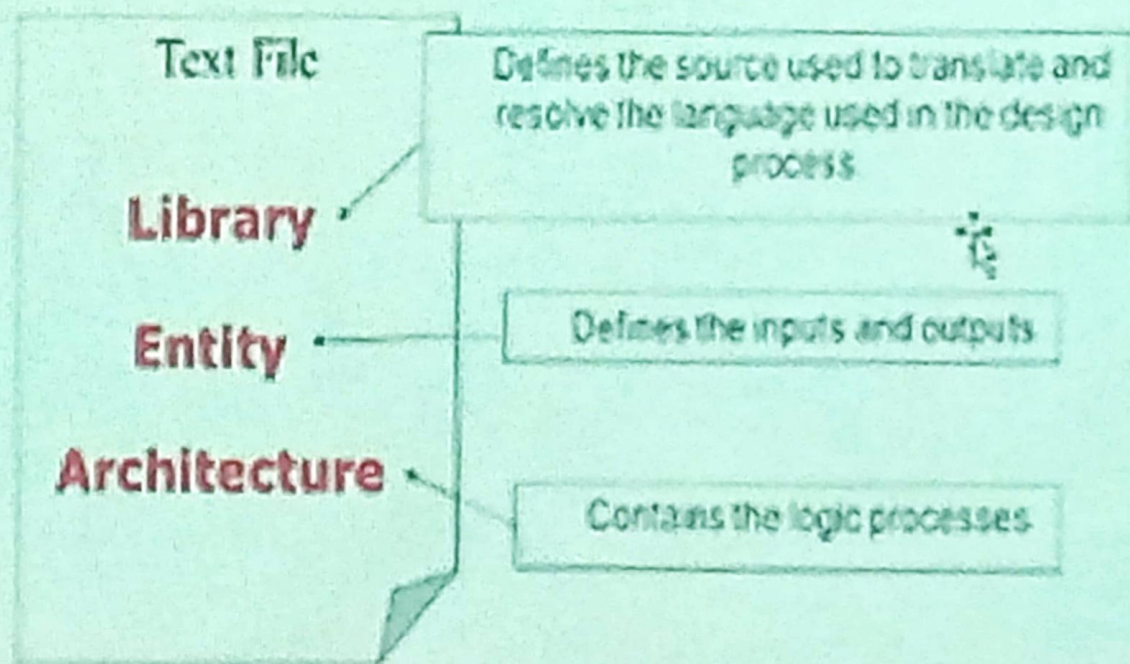 Text File
Defines the source used to translate and
resolve the language used in the design
process
Library
Entity
Defines the inputs and outputs
Architecture
Contains the logic processes